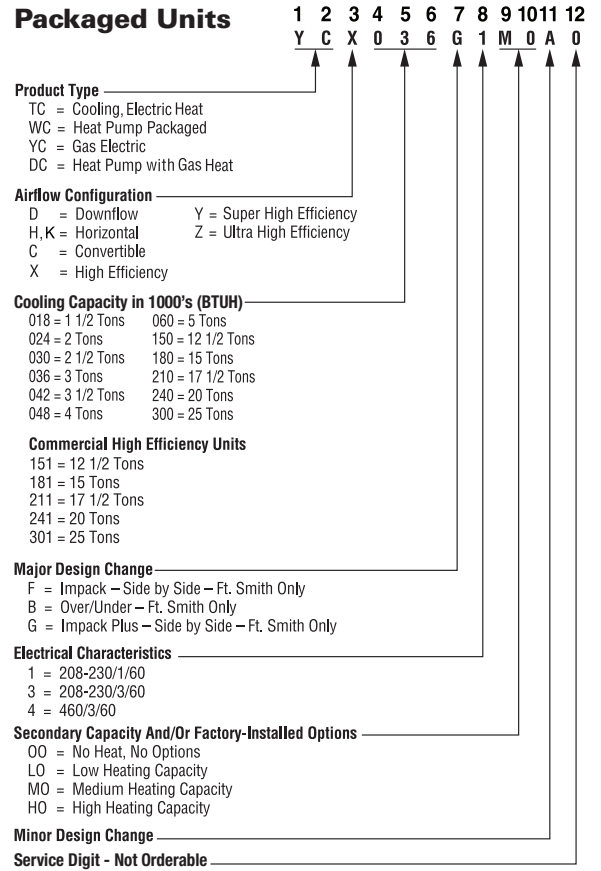 Packaged Units
1 2 3 4 5 6 7 8 9 10 11 12
Y C X 0 3 6 G 1 M 0 A 0
Product Type
TC = Cooling, Electric Heat
WC = Heat Pump Packaged
YC = Gas Electric
DC = Heat Pump with Gas Heat
Airflow Configuration
D = Downflow Y = Super High Efficiency
H,K = Horizontal Z = Ultra High Efficiency
C = Convertible
X = High Efficiency
Cooling Capacity in 1000's (BTUH)
018 = 1 1/2 Tons 060 = 5 Tons
024 = 2 Tons 150 = 12 1/2 Tons
030 = 2 1/2 Tons 180 = 15 Tons
036 = 3 Tons 210 = 17 1/2 Tons
042 = 3 1/2 Tons 240 = 20 Tons
048 = 4 Tons 300 = 25 Tons
Commercial High Efficiency Units
151 = 12 1/2 Tons
181 = 15 Tons
211 = 17 1/2 Tons
241 = 20 Tons
301 = 25 Tons
Major Design Change
F = Impack – Side by Side – Ft. Smith Only
B = Over/Under – Ft. Smith Only
G = Impack Plus – Side by Side – Ft. Smith Only
Electrical Characteristics
1 = 208-230/1/60
3 = 208-230/3/60
4 = 460/3/60
Secondary Capacity And/Or Factory-Installed Options
OO = No Heat, No Options
LO = Low Heating Capacity
MO = Medium Heating Capacity
HO = High Heating Capacity
Minor Design Change
Service Digit - Not Orderable